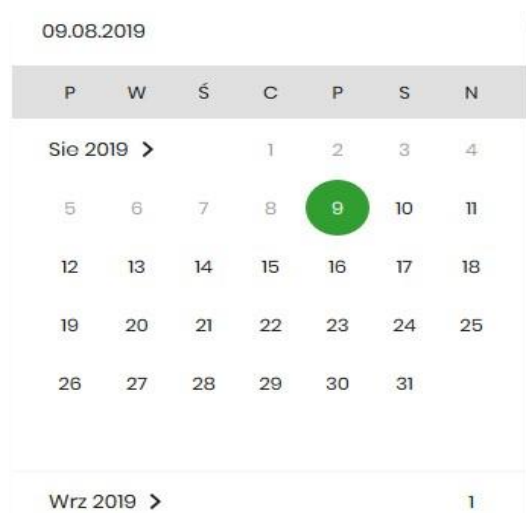 09.08.2019
P W Ś C P S N
Sie 2019 > 1 2 3 4
5 6 7 8 9 10 11
12 13 14 15 16 17 18
19 20 21 22 23 24 25
26 27 28 29 30 31
Wrz 2019 > 1